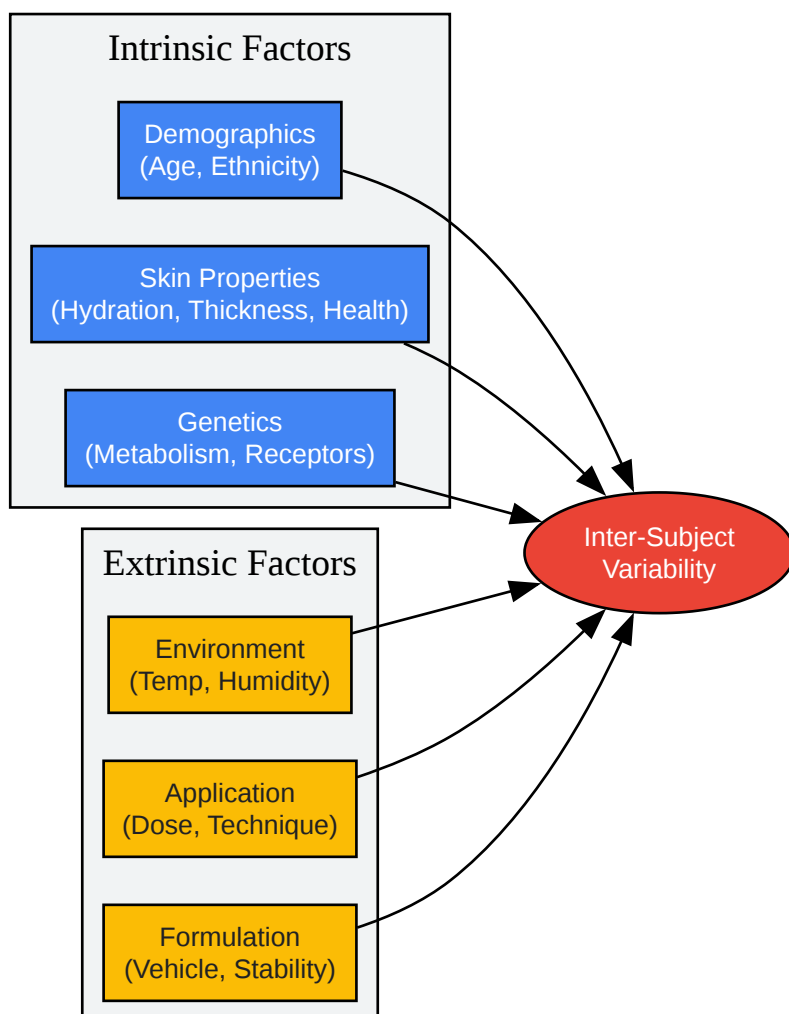 Intrinsic Factors
Demographics
(Age, Ethnicity)
Skin Properties
(Hydration, Thickness, Health)
Genetics
(Metabolism, Receptors)
Inter-Subject
Variability
Extrinsic Factors
Environment
(Temp, Humidity)
Application
(Dose, Technique)
Formulation
(Vehicle, Stability)